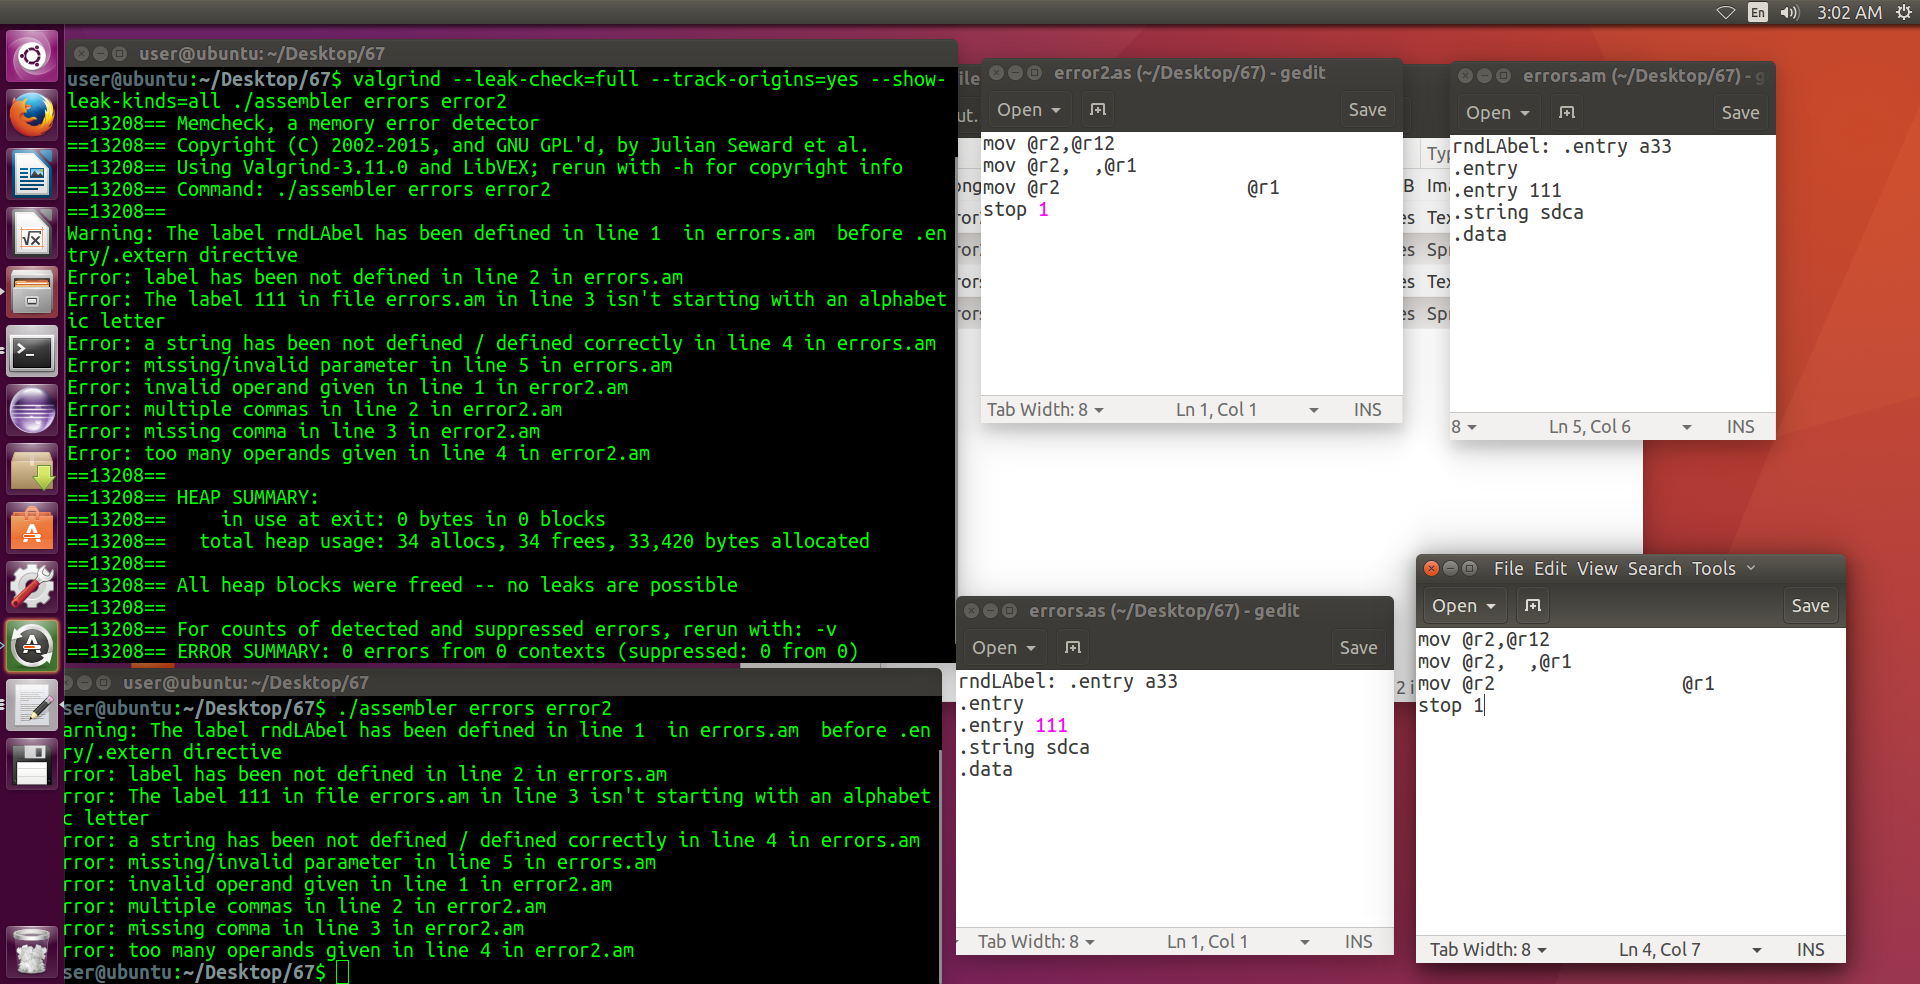 En
3:02 AM
user@ubuntu: ~/Desktop/67
user@ubuntu:~/Desktop/67$ valgrind --leak-check=full --track-origins=yes --show-
leak-kinds=all ./assembler errors error2
==13208== Memcheck, a memory error detector
==13208== Copyright (C) 2002-2015, and GNU GPL'd, by Julian Seward et al.
==13208== Using Valgrind-3.11.0 and LibVEX; rerun with -h for copyright info
==13208== Command: ./assembler errors error2
==13208==
Warning: The label rndLAbel has been defined in line 1  in errors.am  before .en
try/.extern directive
Error: label has been not defined in line 2 in errors.am
Error: The label 111 in file errors.am in line 3 isn't starting with an alphabet
ic letter
Error: a string has been not defined / defined correctly in line 4 in errors.am
Error: missing/invalid parameter in line 5 in errors.am
Error: invalid operand given in line 1 in error2.am
Error: multiple commas in line 2 in error2.am
Error: missing comma in line 3 in error2.am
Error: too many operands given in line 4 in error2.am
==13208==
==13208== HEAP SUMMARY:
==13208==     in use at exit: 0 bytes in 0 blocks
==13208==   total heap usage: 34 allocs, 34 frees, 33,420 bytes allocated
==13208==
==13208== All heap blocks were freed -- no leaks are possible
==13208==
==13208== For counts of detected and suppressed errors, rerun with: -v
==13208== ERROR SUMMARY: 0 errors from 0 contexts (suppressed: 0 from 0)
user@ubuntu: ~/Desktop/67
ser@ubuntu:~/Desktop/67$ ./assembler errors error2
arning: The label rndLAbel has been defined in line 1  in errors.am  before .en
ry/.extern directive
rror: label has been not defined in line 2 in errors.am
rror: The label 111 in file errors.am in line 3 isn't starting with an alphabet
c letter
rror: a string has been not defined / defined correctly in line 4 in errors.am
rror: missing/invalid parameter in line 5 in errors.am
rror: invalid operand given in line 1 in error2.am
rror: multiple commas in line 2 in error2.am
rror: missing comma in line 3 in error2.am
rror: too many operands given in line 4 in error2.am
ser@ubuntu:~/Desktop/67$
error2.as (~/Desktop/67) - gedit
Open
Save
mov @r2,@r12
mov @r2,  ,@r1
mov @r2                 @r1
stop 1
Tab Width: 8
Ln 1, Col 1
INS
errors.am (~/Desktop/67) - g
Open
Save
rndLAbel: .entry a33
.entry
.entry 111
.string sdca
.data
8
Ln 5, Col 6
INS
errors.as (~/Desktop/67) - gedit
Open
Save
rndLAbel: .entry a33
.entry
.entry 111
.string sdca
.data
Tab Width: 8
Ln 1, Col 1
INS
File Edit View Search Tools
Open
Save
mov @r2,@r12
mov @r2,  ,@r1
mov @r2                 @r1
stop 1
Tab Width: 8
Ln 4, Col 7
INS